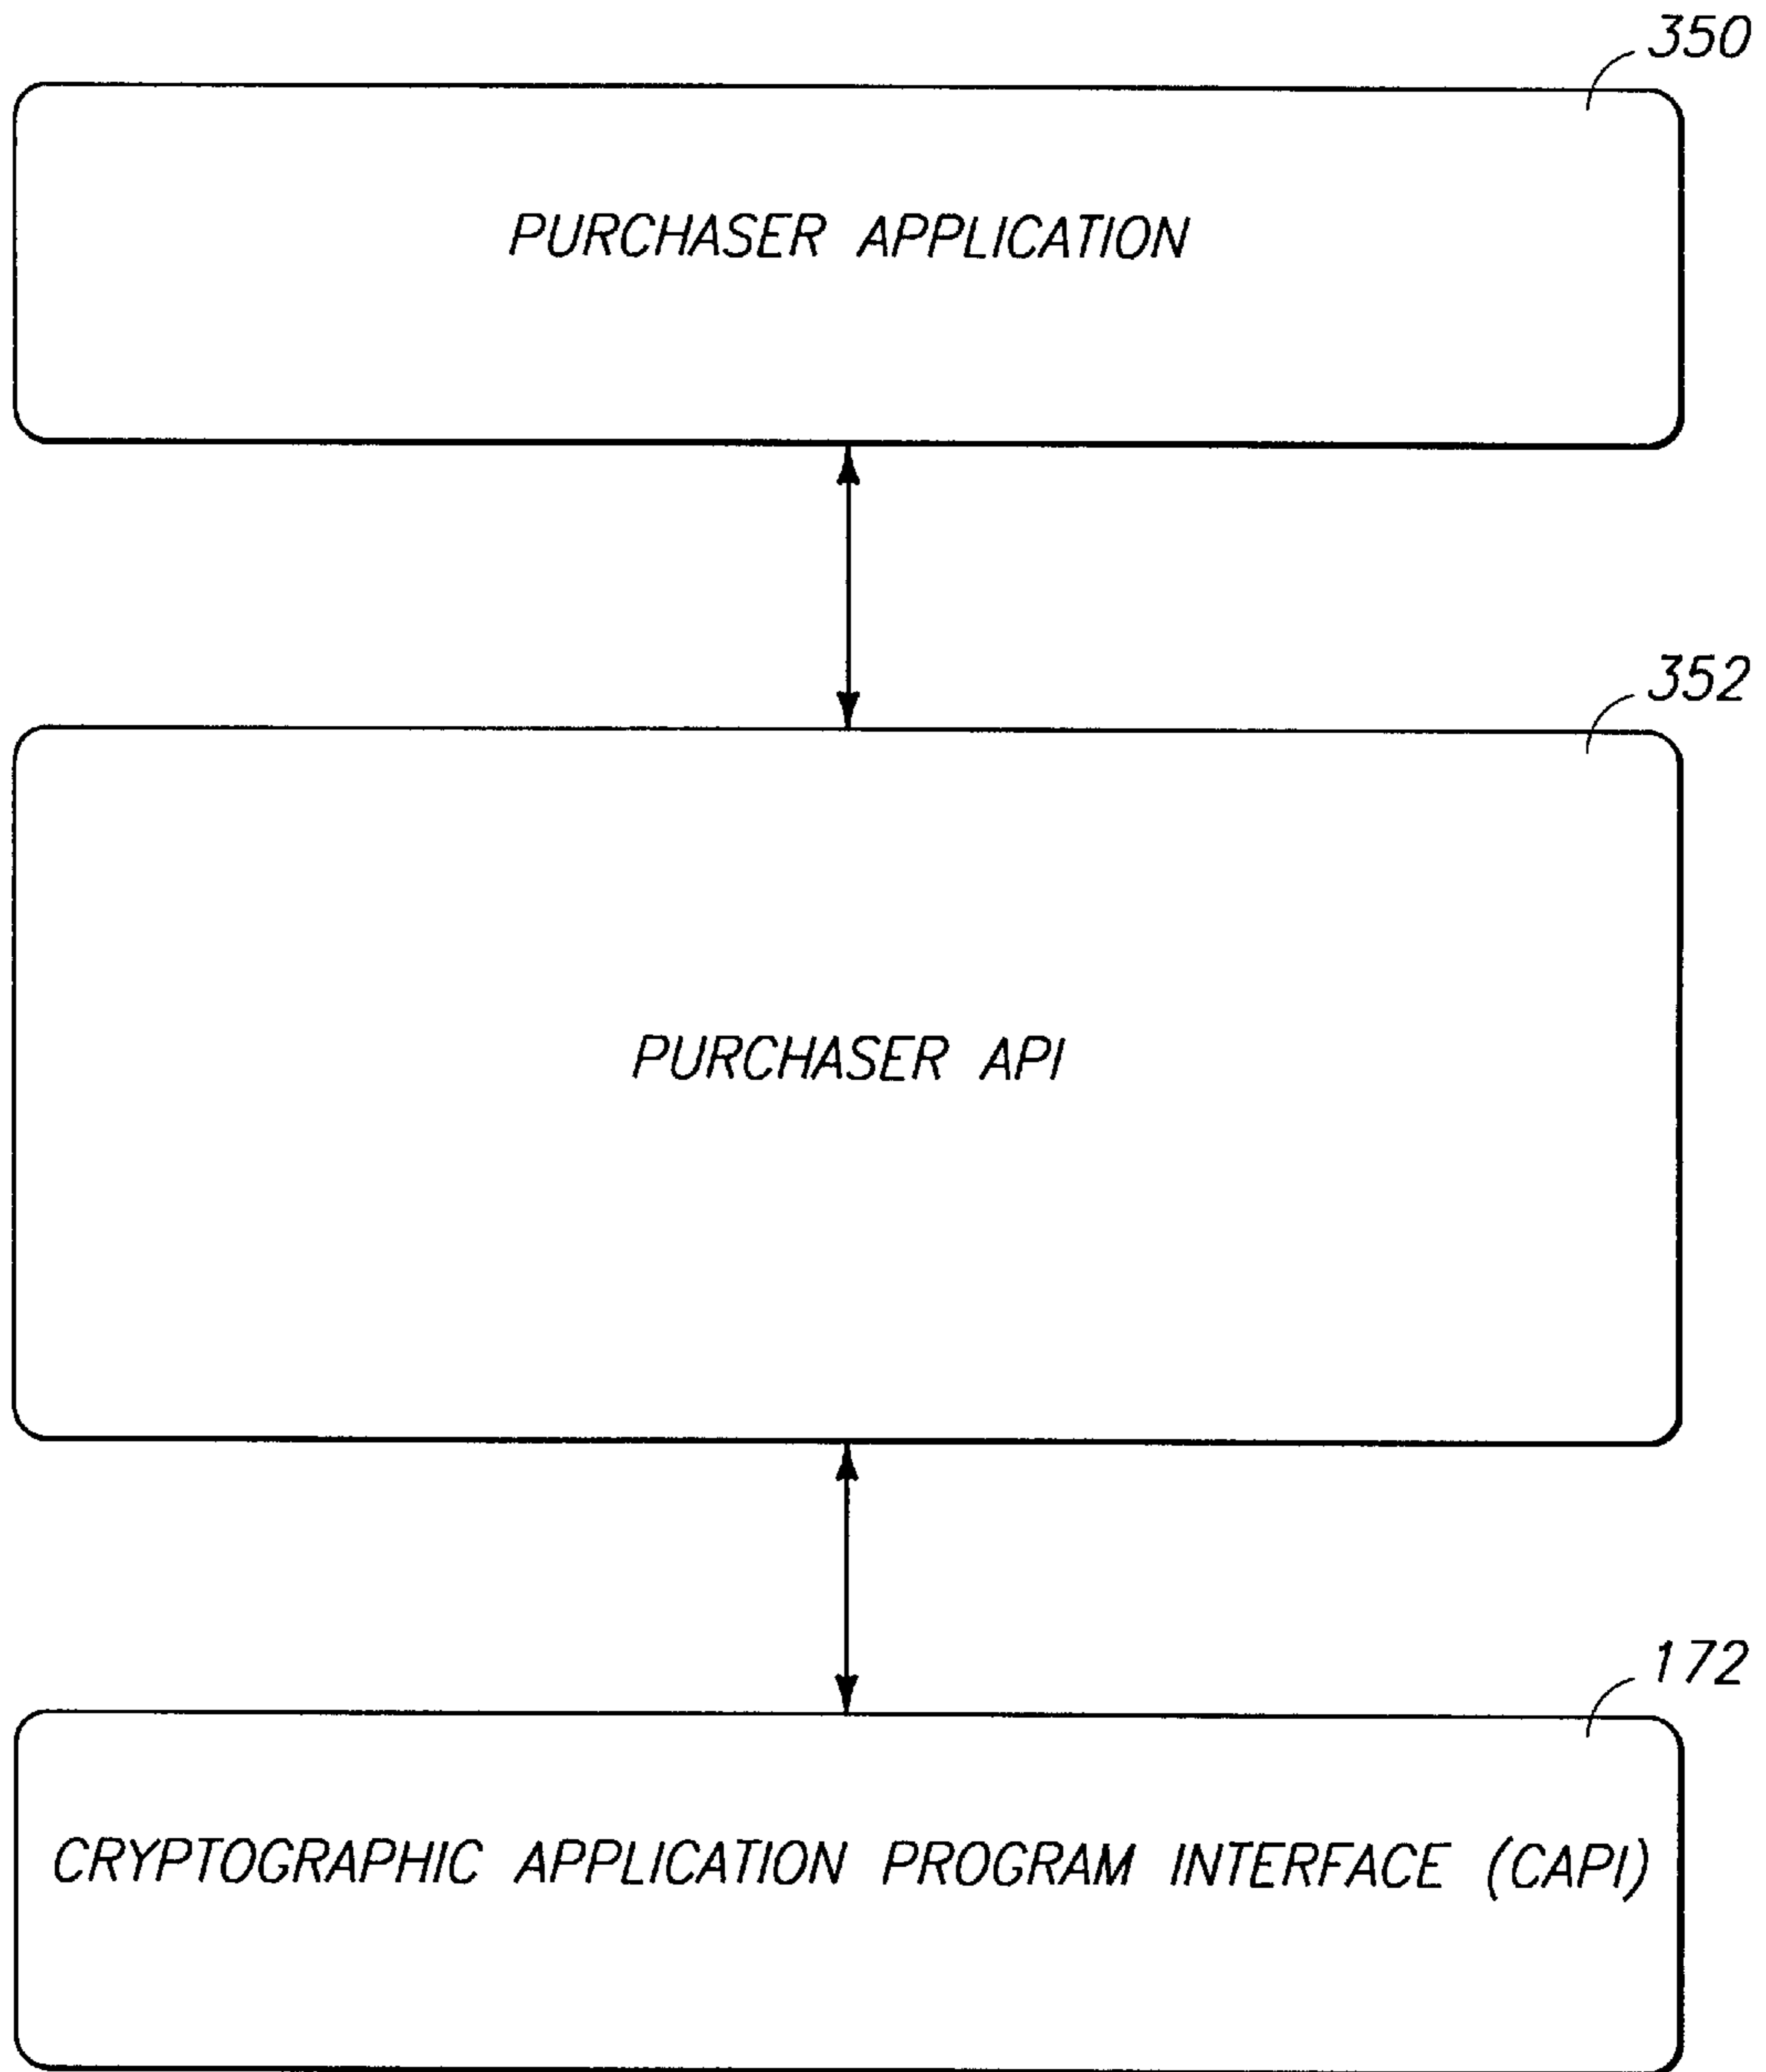 350
PURCHASER APPLICATION
352
PURCHASER API
172
CRYPTOGRAPHIC APPLICATION PROGRAM INTERFACE (CAPI)